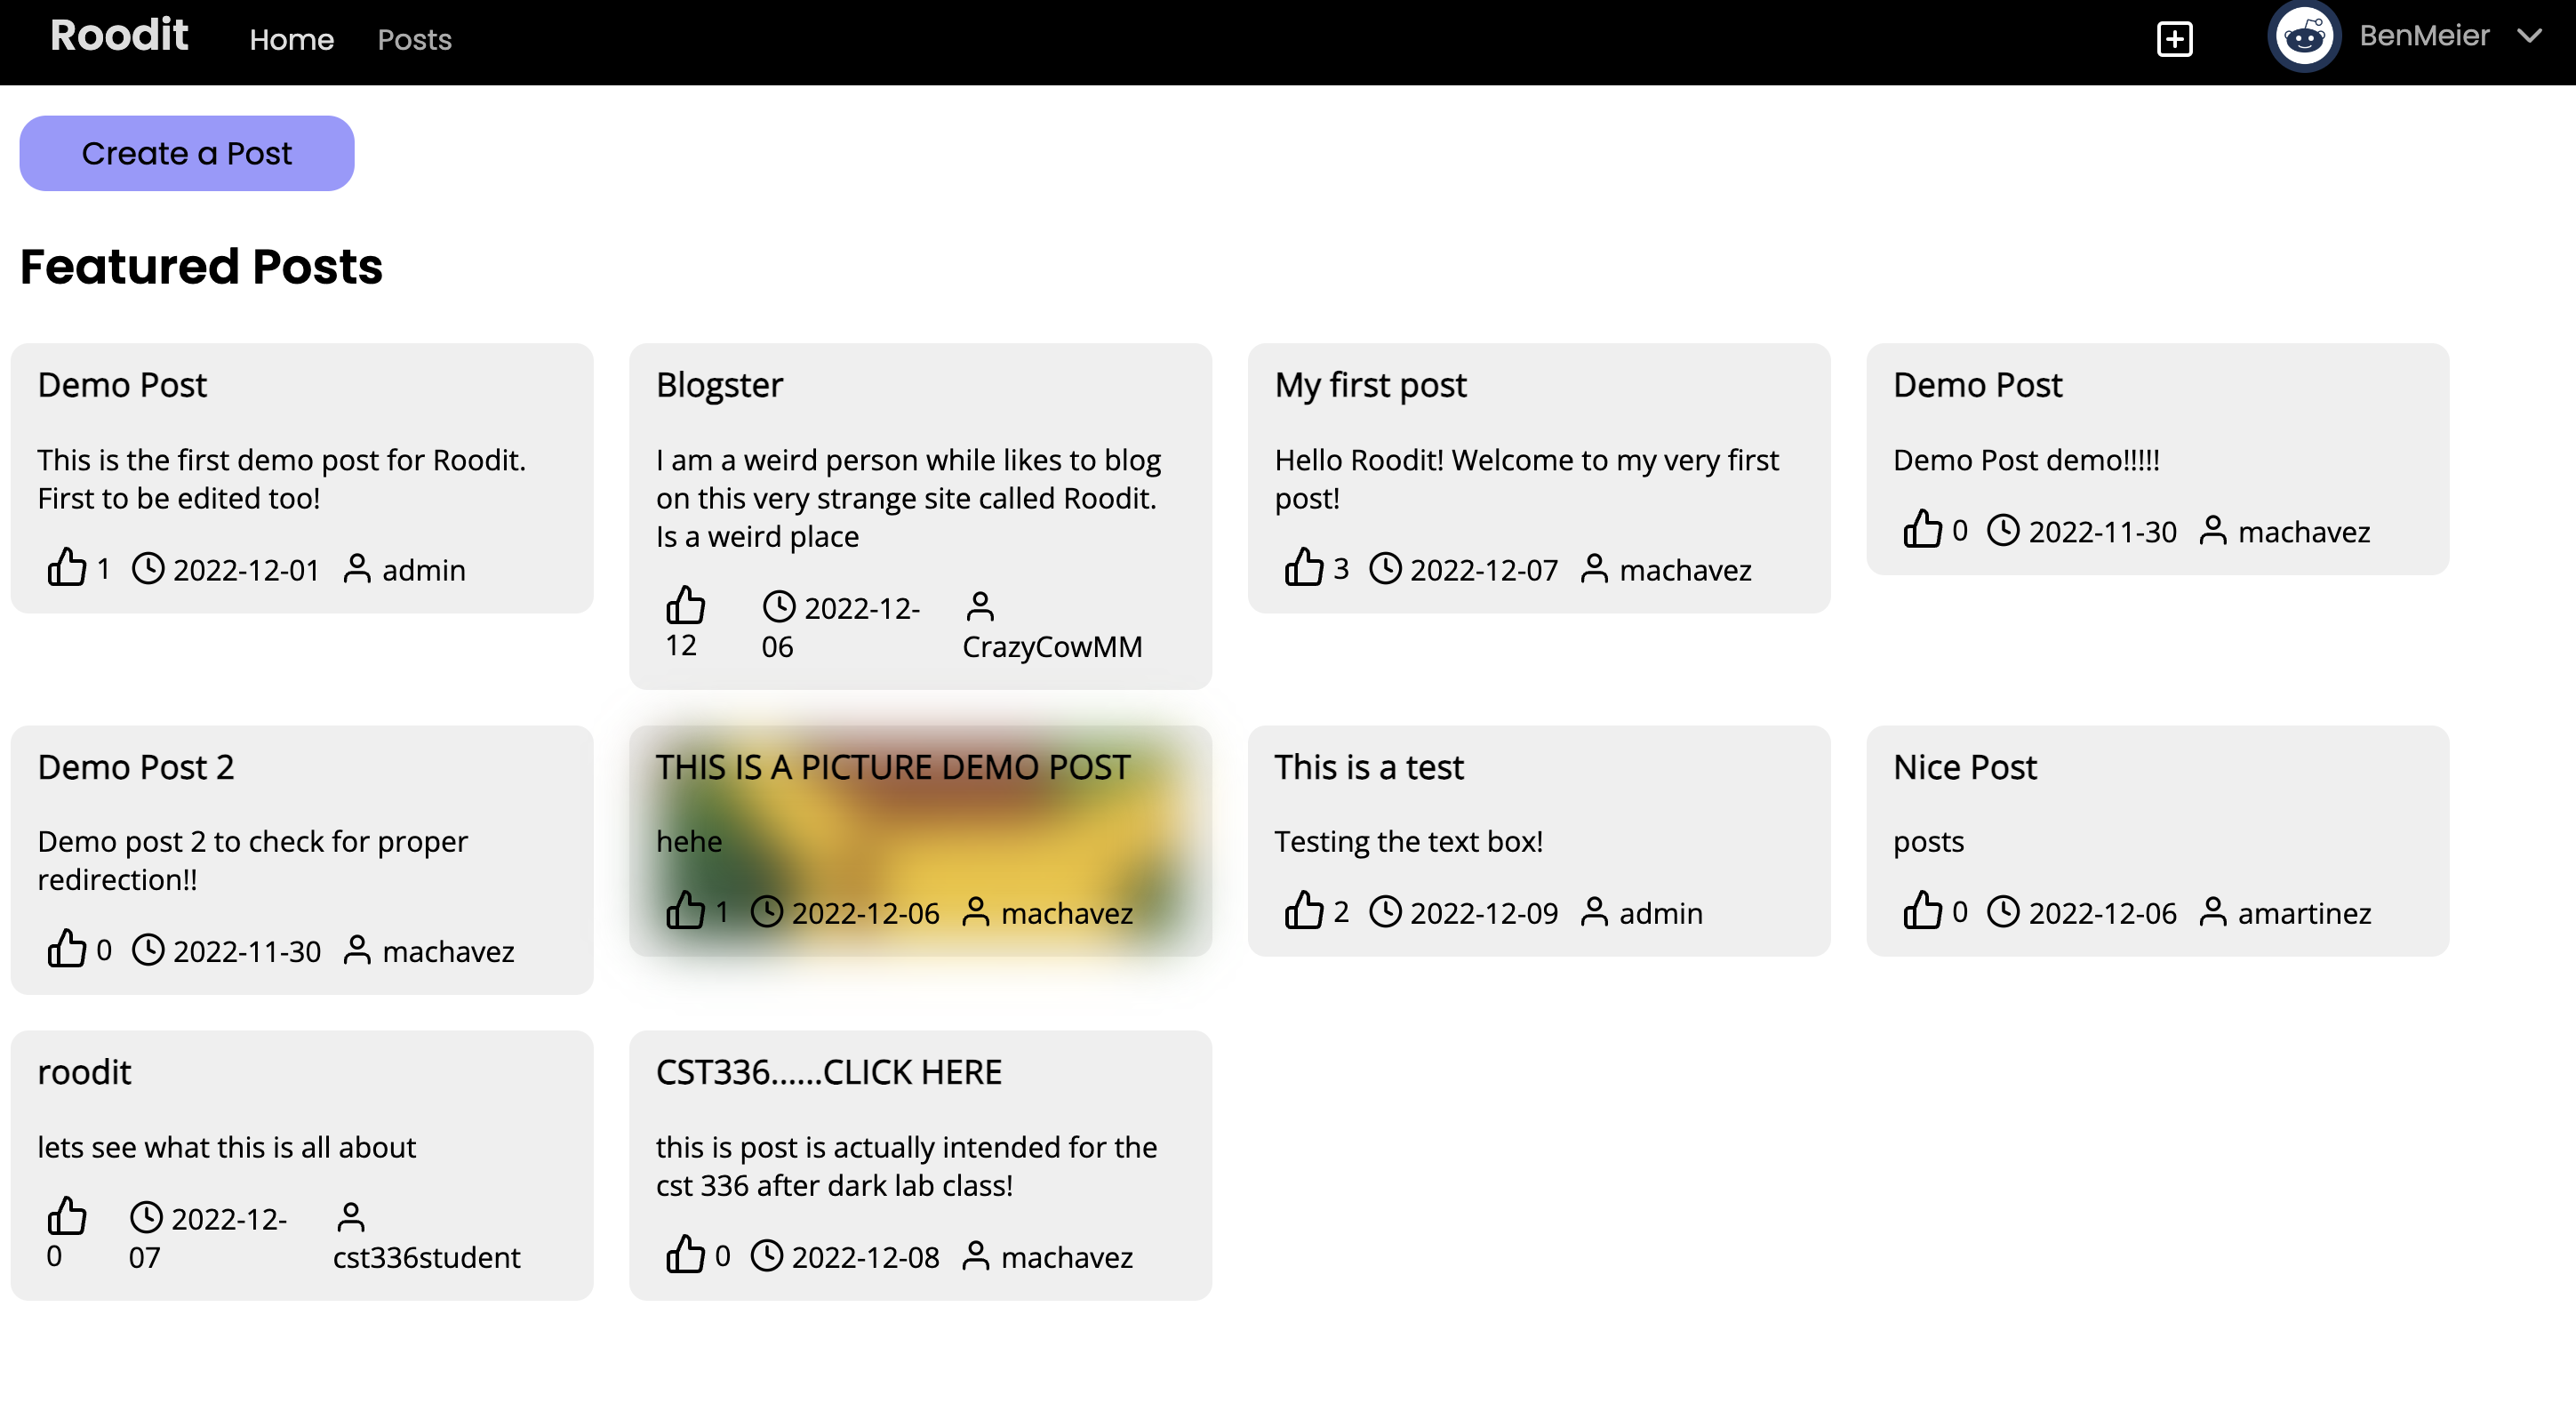 Roodit Home Posts BenMeier
Create a Post
Featured Posts
Demo Post
This is the first demo post for Roodit.
First to be edited too!
1 2022-12-01 admin
Blogster
I am a weird person while likes to blog
on this very strange site called Roodit.
Is a weird place
12 2022-12-
06 CrazyCowMM
My first post
Hello Roodit! Welcome to my very first
post!
3 2022-12-07 machavez
Demo Post
Demo Post demo!!!!!
0 2022-11-30 machavez
Demo Post 2
Demo post 2 to check for proper
redirection!!
0 2022-11-30 machavez
THIS IS A PICTURE DEMO POST
hehe
1 2022-12-06 machavez
This is a test
Testing the text box!
2 2022-12-09 admin
Nice Post
posts
0 2022-12-06 amartinez
roodit
lets see what this is all about
0 2022-12-
07 cst336student
CST336......CLICK HERE
this is post is actually intended for the
cst 336 after dark lab class!
0 2022-12-08 machavez